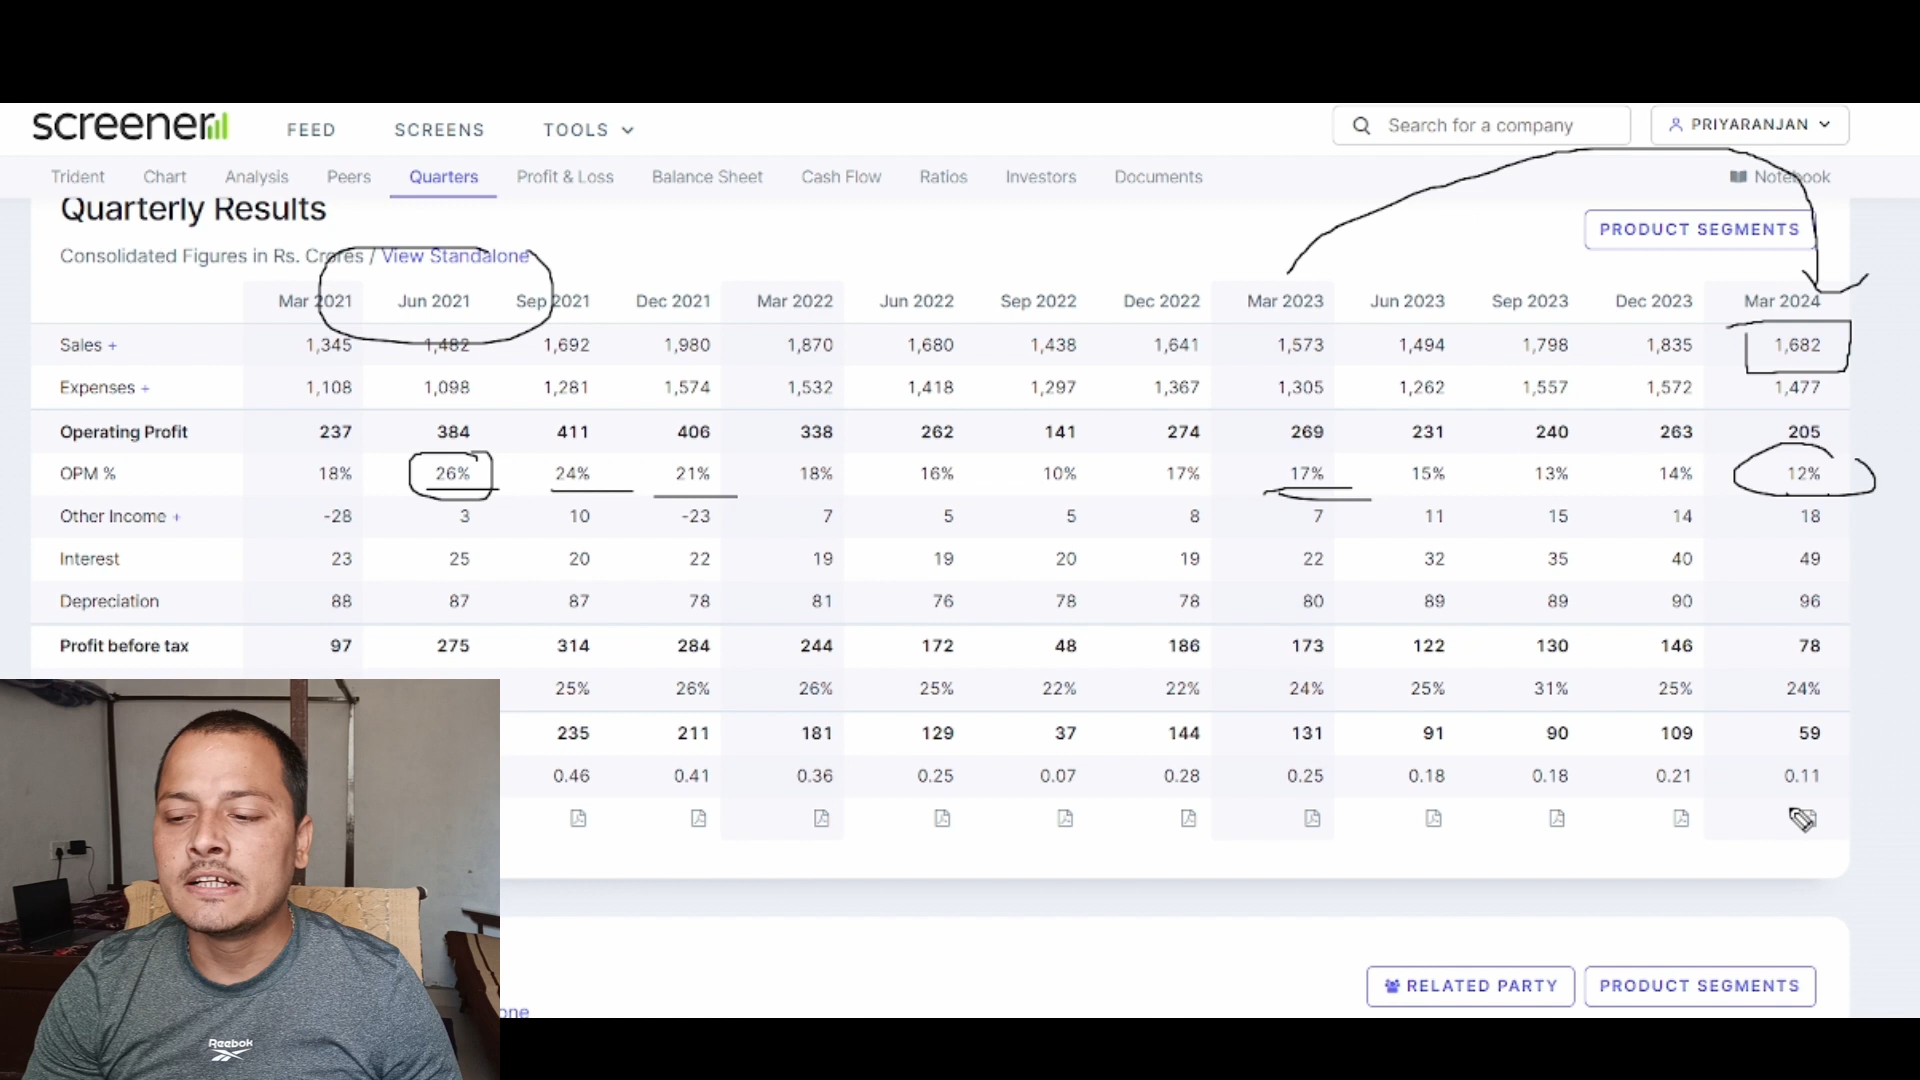 screener FEED SCREENS TOOLS Search for a company PRIYARANJAN
Trident Chart Analysis Peers Quarters Profit & Loss Balance Sheet Cash Flow Ratios Investors Documents Notebook
Quarterly Results
PRODUCT SEGMENTS
Consolidated Figures in Rs. Crores / View Standalone
Mar 2021 Jun 2021 Sep 2021 Dec 2021 Mar 2022 Jun 2022 Sep 2022 Dec 2022 Mar 2023 Jun 2023 Sep 2023 Dec 2023 Mar 2024
Sales + 1,345 1,482 1,692 1,980 1,870 1,680 1,438 1,641 1,573 1,494 1,798 1,835 1,682
Expenses + 1,108 1,098 1,281 1,574 1,532 1,418 1,297 1,367 1,305 1,262 1,557 1,572 1,477
Operating Profit 237 384 411 406 338 262 141 274 269 231 240 263 205
OPM % 18% 26% 24% 21% 18% 16% 10% 17% 17% 15% 13% 14% 12%
Other Income + -28 3 10 -23 7 5 5 8 7 11 15 14 18
Interest 23 25 20 22 19 19 20 19 22 32 35 40 49
Depreciation 88 87 87 78 81 76 78 78 80 89 89 90 96
Profit before tax 97 275 314 284 244 172 48 186 173 122 130 146 78
25% 26% 26% 25% 22% 22% 24% 25% 31% 25% 24%
235 211 181 129 37 144 131 91 90 109 59
0.46 0.41 0.36 0.25 0.07 0.28 0.25 0.18 0.18 0.21 0.11
RELATED PARTY PRODUCT SEGMENTS
Reebok